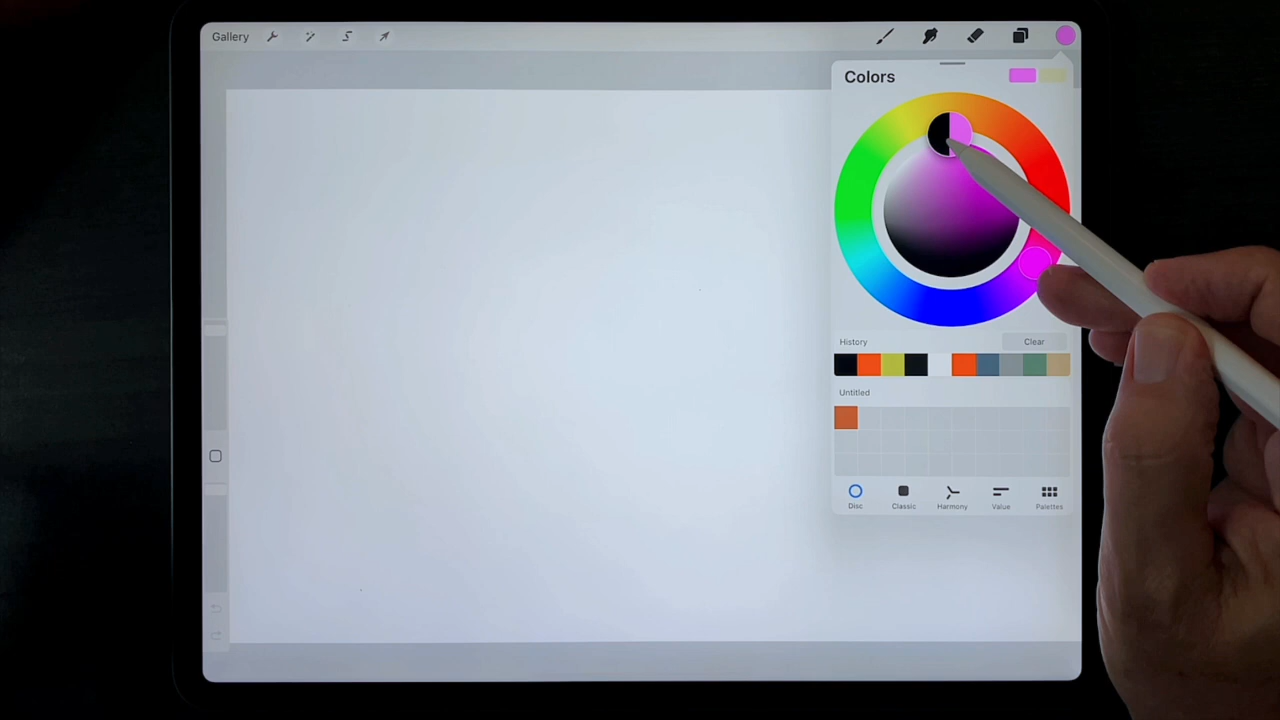 Gallery
Colors
History
Clear
Untitled
Disc
Classic
Harmony
Value
Palettes